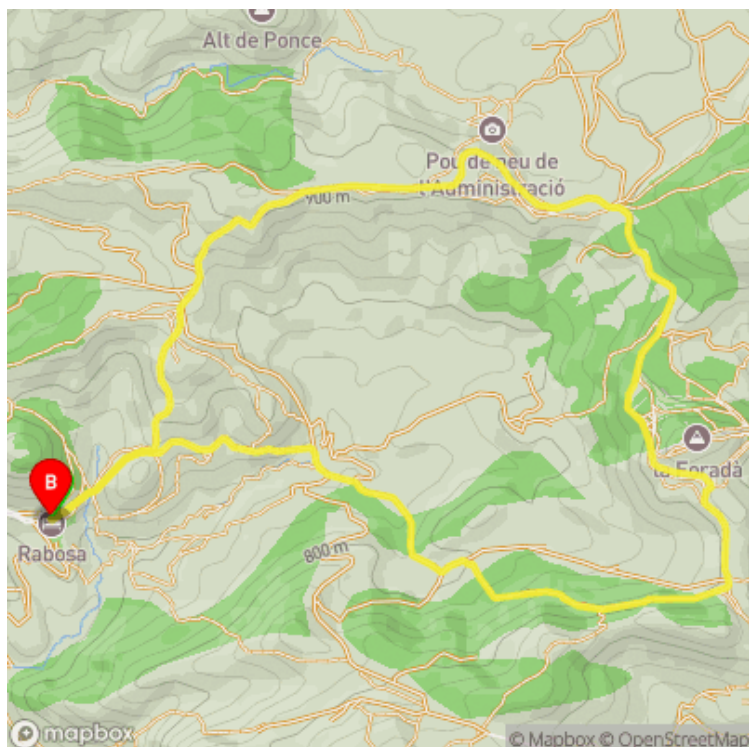 Alt de Ponce
Pou de neu de
l'Administració
900 m
la Foradà
B
Rabosa
800 m
mapbox
© Mapbox © OpenStreetMap